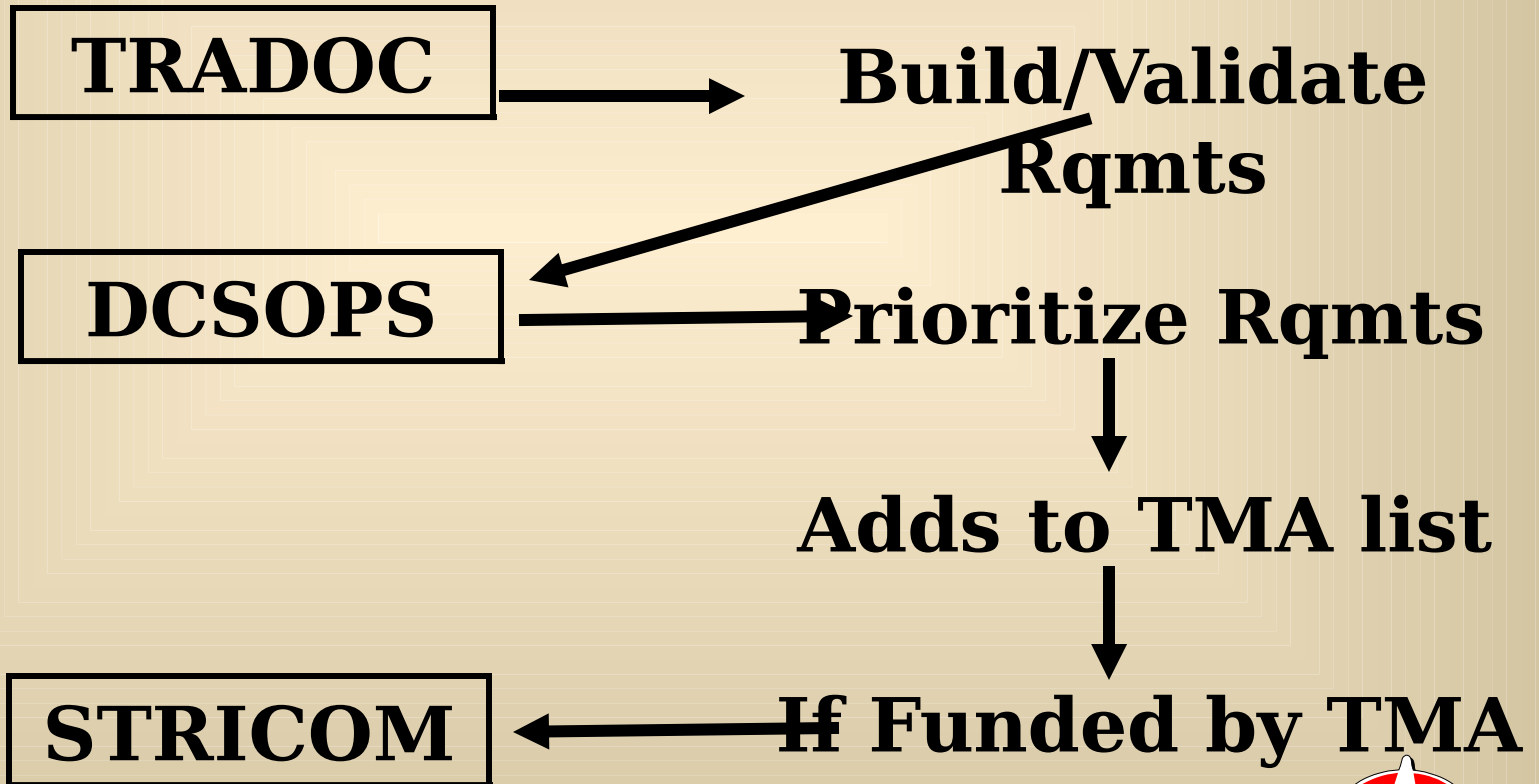 TRADOC
Build/Validate
Rqmts
DCSOPS
Prioritize Rqmts
Adds to TMA list
STRICOM
If Funded by TMA